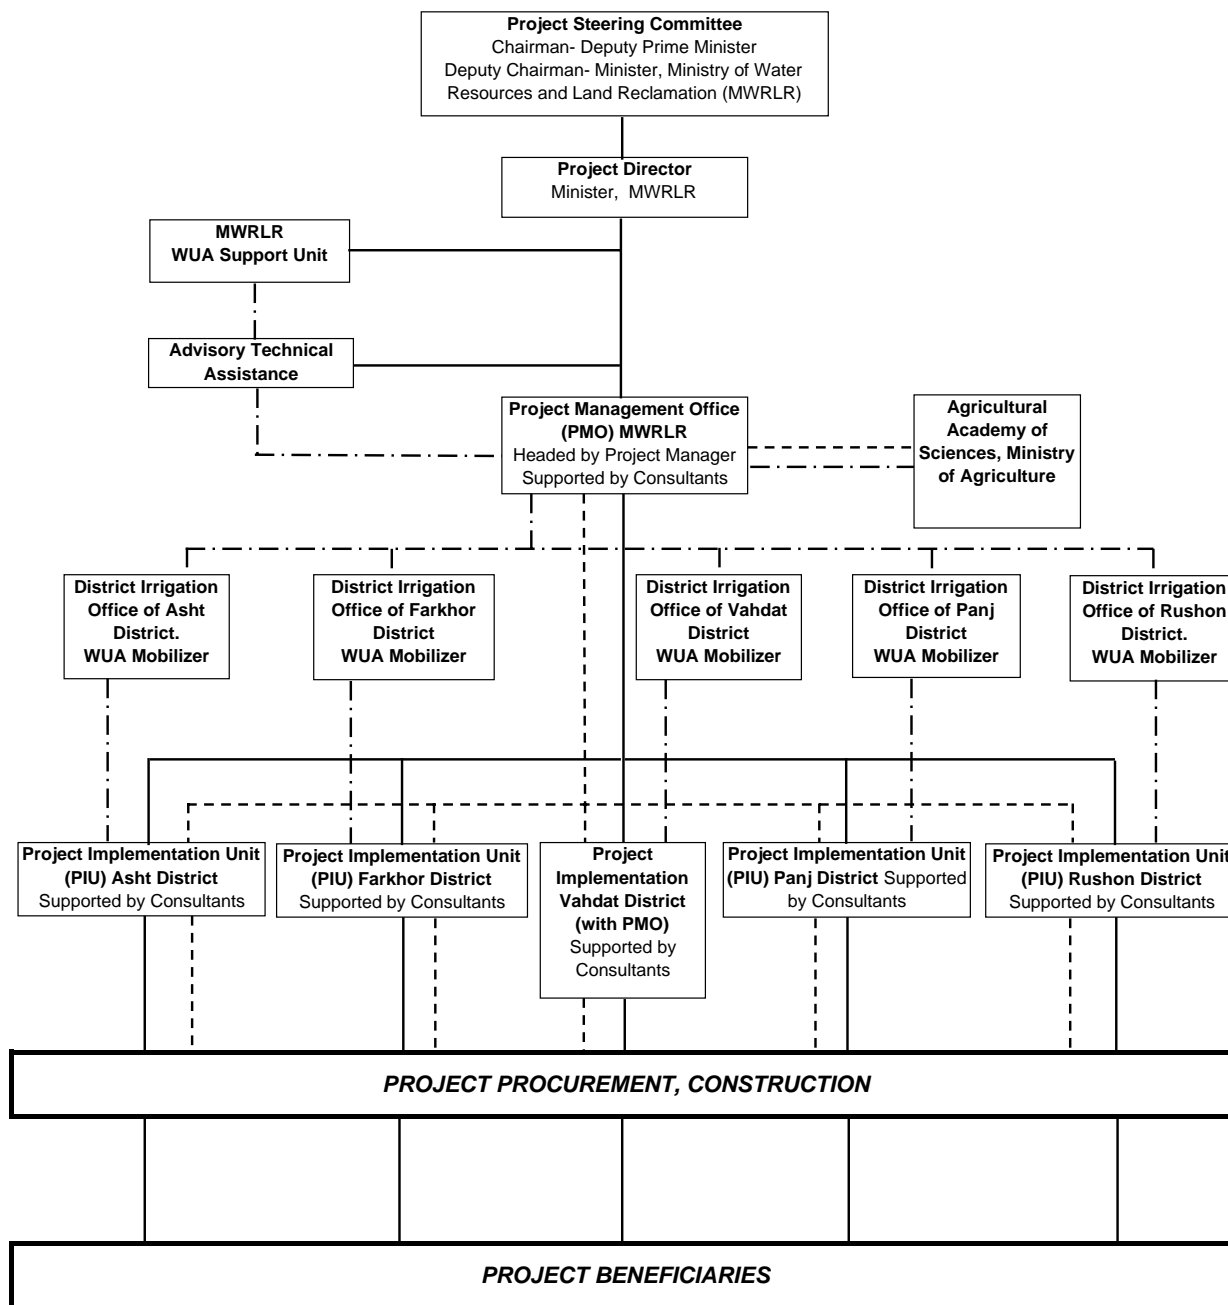 Project Steering Committee
Chairman- Deputy Prime Minister
Deputy Chairman- Minister, Ministry of Water
Resources and Land Reclamation (MWRLR)
Project Director
Minister, MWRLR
MWRLR
WUA Support Unit
Advisory Technical
Assistance
Project Management Office
(PMO) MWRLR
Headed by Project Manager
Supported by Consultants
Agricultural
Academy of
Sciences, Ministry
of Agriculture
District Irrigation
Office of Asht
District.
WUA Mobilizer
District Irrigation
Office of Farkhor
District
WUA Mobilizer
District Irrigation
Office of Vahdat
District
WUA Mobilizer
District Irrigation
Office of Panj
District
WUA Mobilizer
District Irrigation
Office of Rushon
District.
WUA Mobilizer
Project Implementation Unit
(PIU) Asht District
Supported by Consultants
Project Implementation Unit
(PIU) Farkhor District
Supported by Consultants
Project
Implementation
Vahdat District
(with PMO)
Supported by
Consultants
Project Implementation Unit
(PIU) Panj District Supported
by Consultants
Project Implementation Unit
(PIU) Rushon District
Supported by Consultants
PROJECT PROCUREMENT, CONSTRUCTION
PROJECT BENEFICIARIES